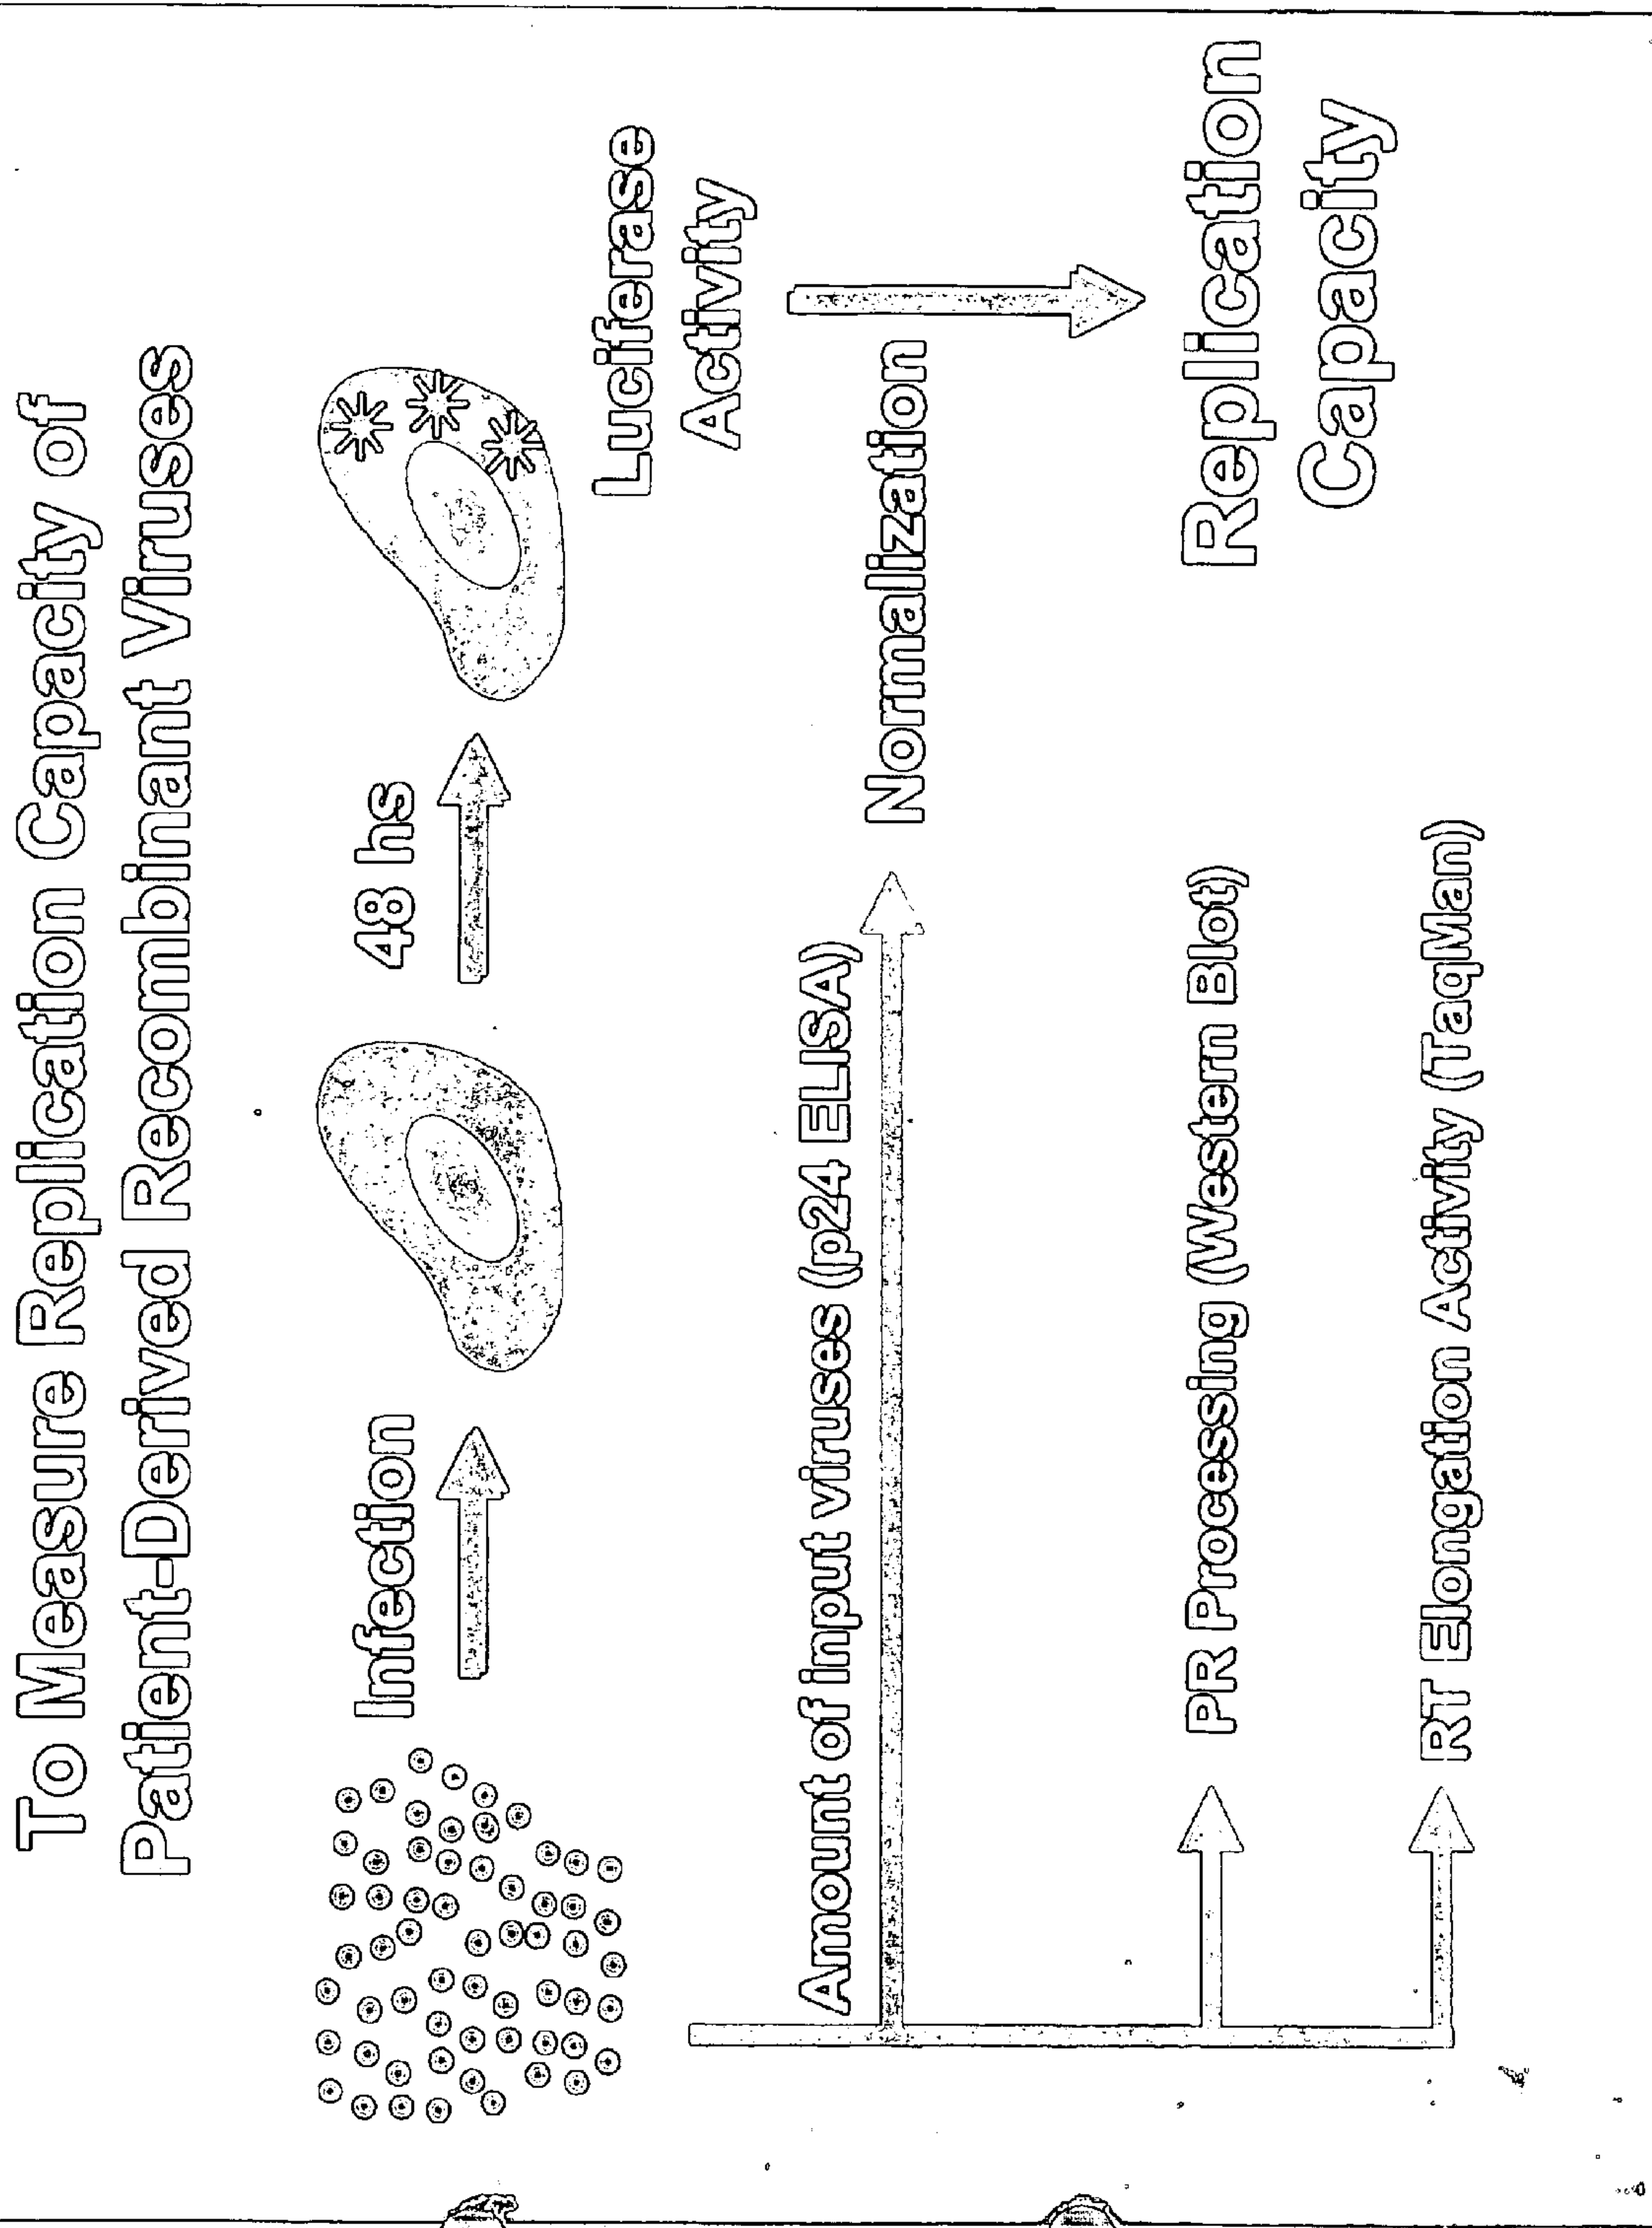 To Measure Replication Capacity of
Patient-Derived Recombinant Viruses
Infection
48 hs
Luciferase
Activity
Amount of input viruses (p24 ELISA)
Normalization
PR Processing (Western Blot)
Replication
Capacity
RT Elongation Activity (TaqMan)